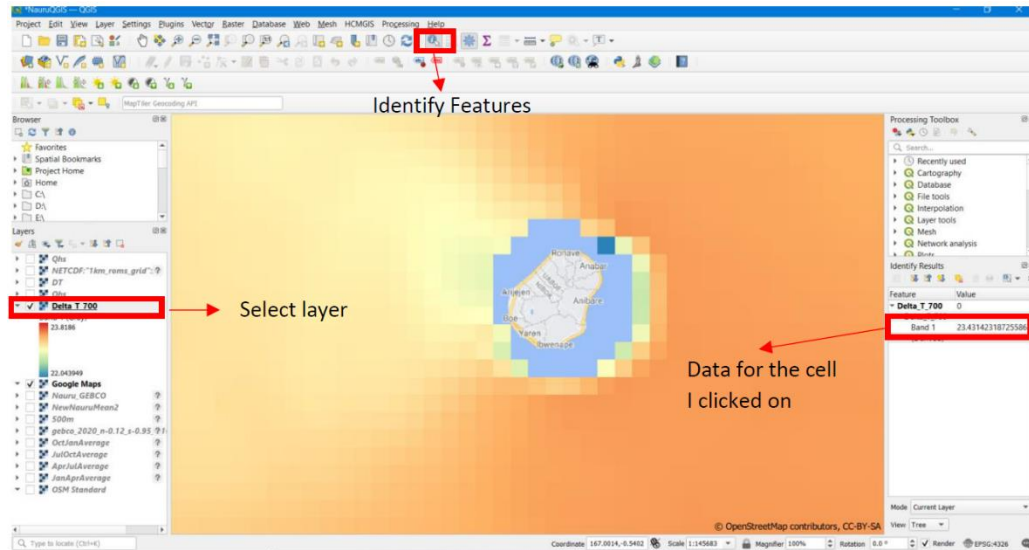 *NauruQGIS — QGIS
Project Edit View Layer Settings Plugins Vector Raster Database Web Mesh HCMGIS Processing Help
MapTiler Geocoding API
Identify Features
Browser
Favorites
Spatial Bookmarks
Project Home
Home
C:\
D:\
E:\
Layers
Qhs
NETCDF:"1km_roms_grid":
DT
Qhs
Delta_T_700
23.8186
22.043949
Google Maps
Nauru_GEBCO
NewNauruMean2
500m
gebco_2020_n-0.12_s-0.95_
OctJanAverage
JulOctAverage
AprJulAverage
JanAprAverage
OSM Standard
Select layer
Ronave
Anabar
Anibare
Yaren
Data for the cell
I clicked on
© OpenStreetMap contributors, CC-BY-SA
Processing Toolbox
Search...
Recently used
Cartography
Database
File tools
Interpolation
Layer tools
Mesh
Network analysis
Plots
Identify Results
Feature Value
Delta_T_700 0
Band 1 23.43142318725586
Mode Current Layer
View Tree
Type to locate (Ctrl+K)
Coordinate 167.0014,-0.5402 Scale 1:145683 Magnifier 100% Rotation 0.0 ° Render EPSG:4326